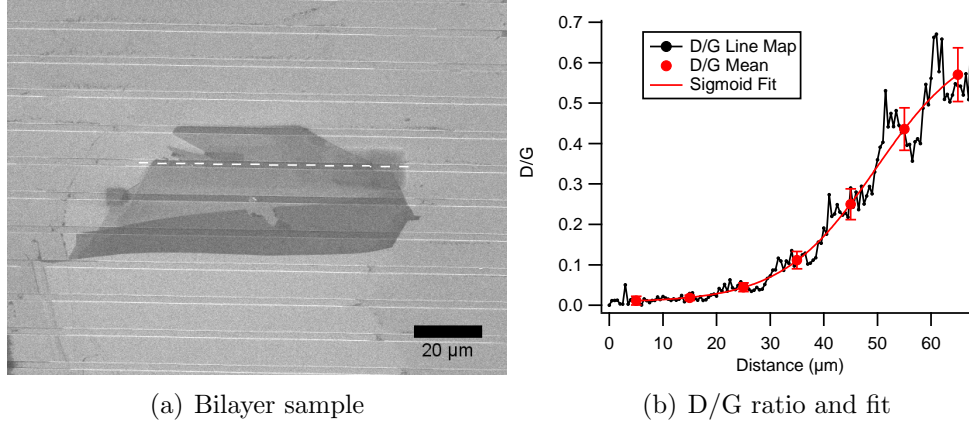 20 µm
(a) Bilayer sample
D/G
0.7
0.6
0.5
0.4
0.3
0.2
0.1
0.0
D/G Line Map
D/G Mean
Sigmoid Fit
0 10 20 30 40 50 60
Distance (µm)
(b) D/G ratio and fit